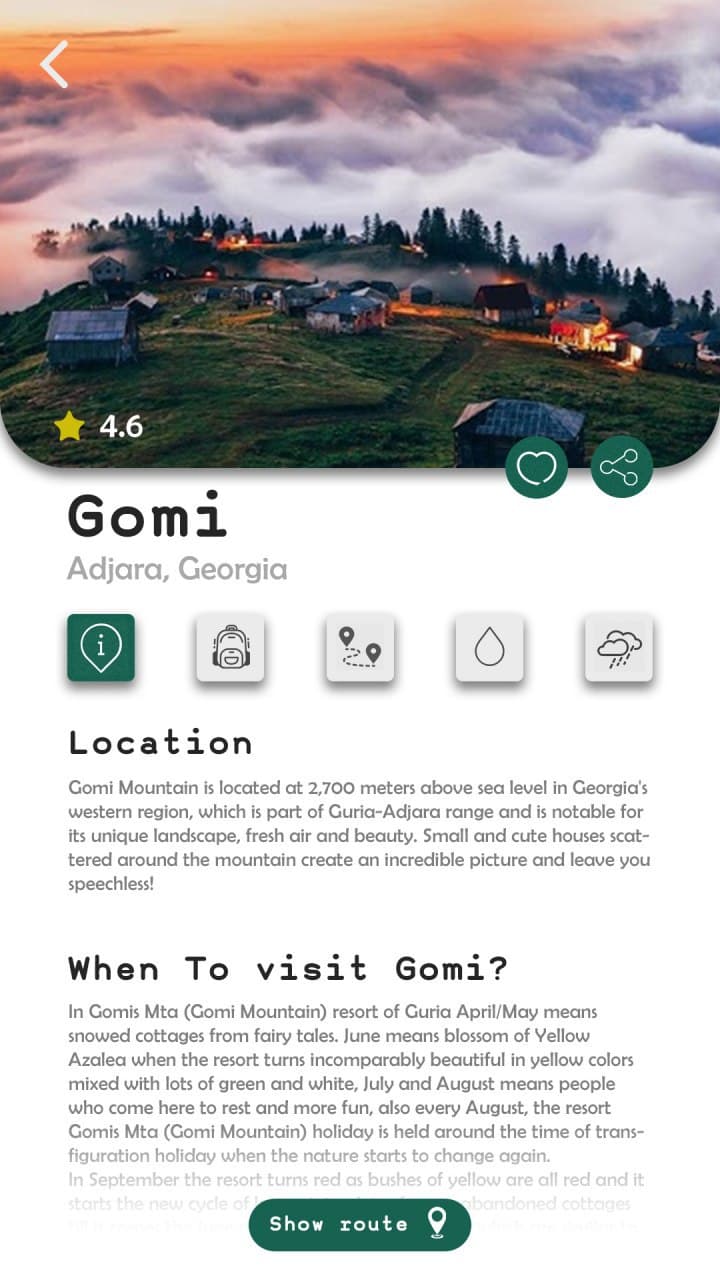 4.6
Gomi
Adjara, Georgia
i
Location
Gomi Mountain is located at 2,700 meters above sea level in Georgia's
western region, which is part of Guria-Adjara range and is notable for
its unique landscape, fresh air and beauty. Small and cute houses scat-
tered around the mountain create an incredible picture and leave you
speechless!
When To visit Gomi?
In Gomis Mta (Gomi Mountain) resort of Guria April/May means
snowed cottages from fairy tales. June means blossom of Yellow
Azalea when the resort turns incomparably beautiful in yellow colors
mixed with lots of green and white, July and August means people
who come here to rest and more fun, also every August, the resort
Gomis Mta (Gomi Mountain) holiday is held around the time of trans-
figuration holiday when the nature starts to change again.
In September the resort turns red as bushes of yellow are all red and it
starts the new cycle of abandoned cottages
Show route